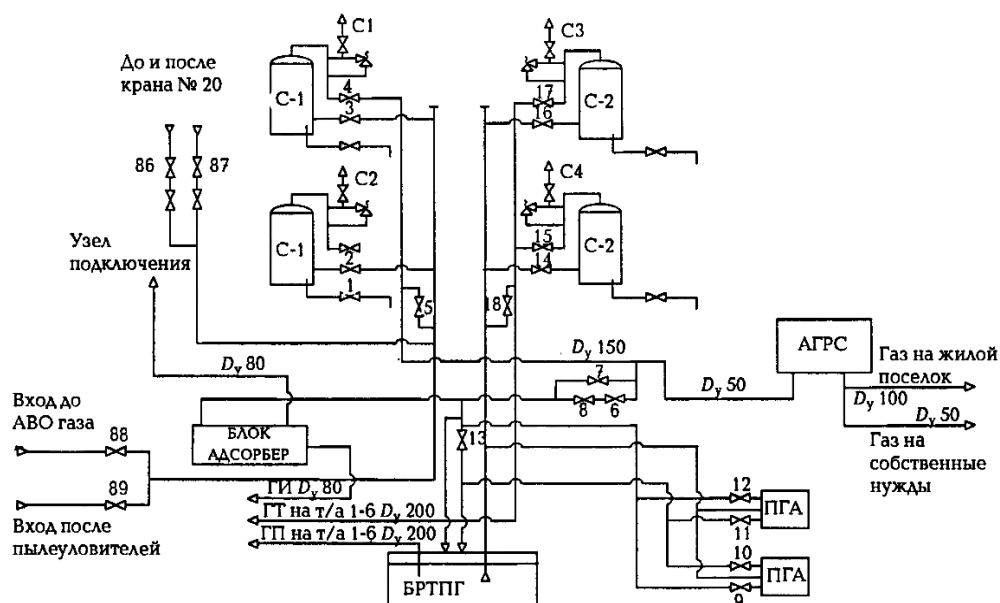 С1
С3
До и после
крана № 20
С-1
4
3
17
16
С-2
86
87
С2
С4
Узел
подключения
С-1
2
1
15
14
С-2
5
18
Dу 80
Dу 150
7
8
6
АГРС
Dу 50
Газ на жилой
поселок
Dу 100
Dу 50
Газ на
собственные
нужды
Вход до
АВО газа
88
БЛОК
АДСОРБЕР
13
89
Вход после
пылеуловителей
ГИ Dу 80
ГТ на т/а 1-6 Dу 200
ГП на т/а 1-6 Dу 200
БРТПГ
12
ПГА
11
10
ПГА
9